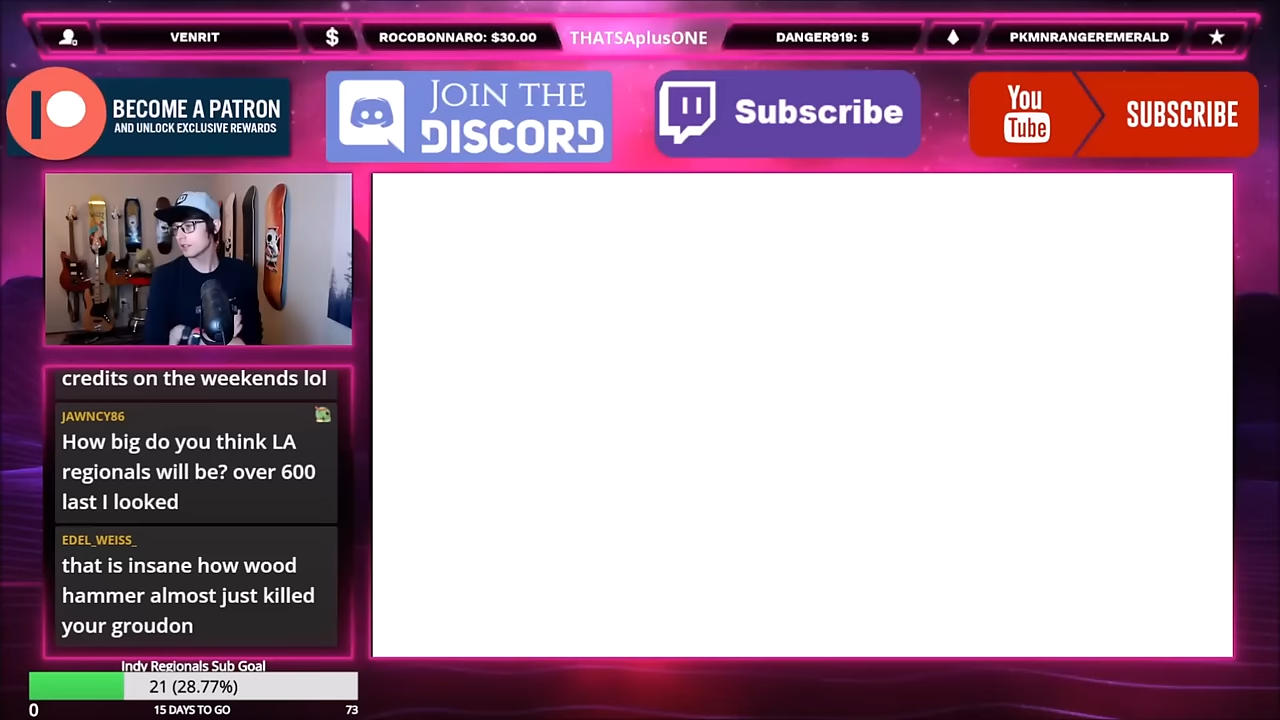 VENRIT
$
ROCOBONNARO: $30.00
THATSAplusONE
DANGER919: 5
PKMNRANGEREMERALD
BECOME A PATRON
AND UNLOCK EXCLUSIVE REWARDS
JOIN THE
DISCORD
Subscribe
You
Tube
SUBSCRIBE
credits on the weekends lol
JAWNCY86
How big do you think LA
regionals will be? over 600
last I looked
EDEL_WEISS_
that is insane how wood
hammer almost just killed
your groudon
Indy Regionals Sub Goal
21 (28.77%)
0
15 DAYS TO GO
73